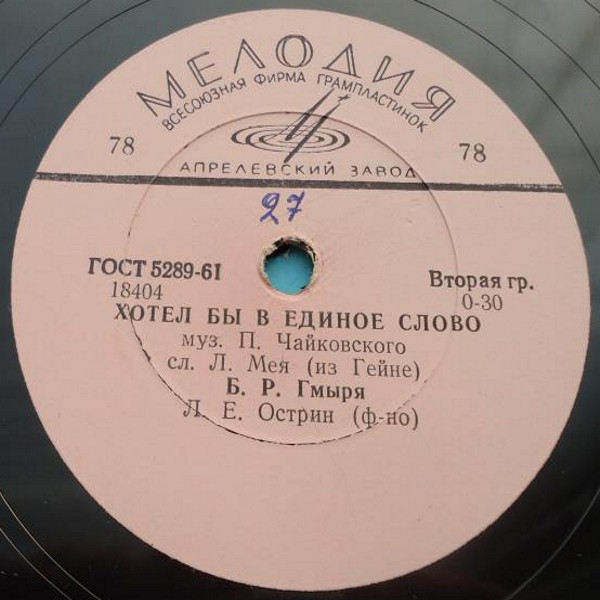 МЕЛОДИЯ
ВСЕСОЮЗНАЯ ФИРМА ГРАМПЛАСТИНОК
78 78
АПРЕЛЕВСКИЙ ЗАВОД
27
ГОСТ 5289-61 Вторая гр.
18404 0-30
ХОТЕЛ БЫ В ЕДИНОЕ СЛОВО
муз. П. Чайковского
сл. Л. Мея (из Гейне)
Б. Р. Гмыря
Л. Е. Острин (ф-но)